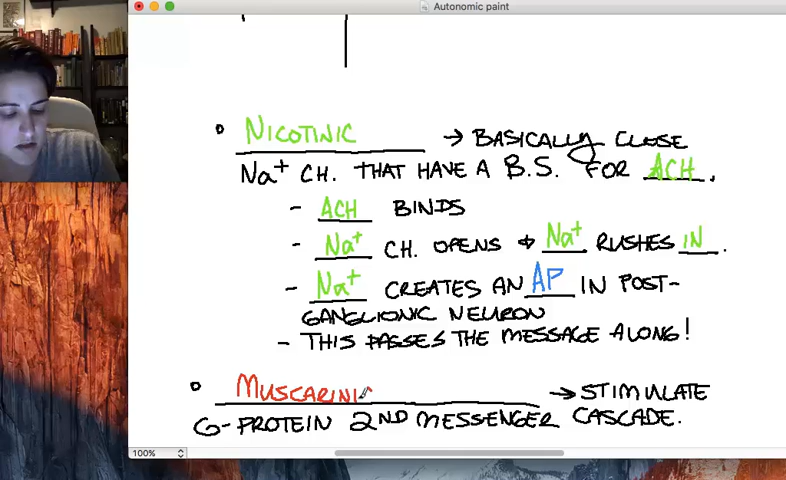 Autonomic paint
• NICOTINIC → BASICALLY CLOSE
Na+ CH. THAT HAVE A B.S. FOR ACH.
- ACH BINDS
- Na+ CH. OPENS → Na+ RUSHES IN.
- Na+ CREATES AN AP IN POST-
GANGLIONIC NEURON
- THIS PASSES THE MESSAGE ALONG!
• MUSCARINI → STIMULATE
G-PROTEIN 2ND MESSENGER CASCADE.
100%